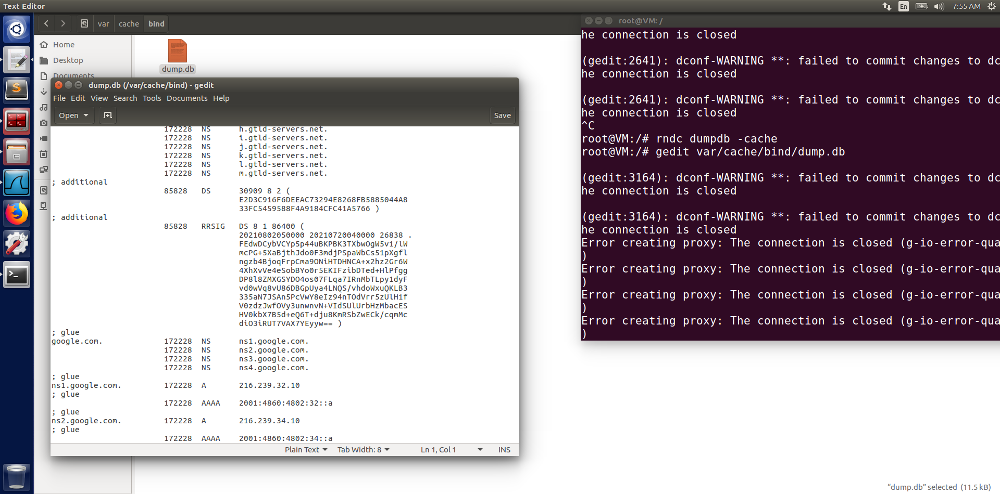 Text Editor
En
7:55 AM
var
cache
bind
Home
Desktop
Documents
dump.db
dump.db (/var/cache/bind) - gedit
File Edit View Search Tools Documents Help
Open
Save
172228 NS h.gtld-servers.net.
172228 NS i.gtld-servers.net.
172228 NS j.gtld-servers.net.
172228 NS k.gtld-servers.net.
172228 NS l.gtld-servers.net.
172228 NS m.gtld-servers.net.
; additional
85828 DS 30909 8 2 (
E2D3C916F6DEEAC73294E8268FB5885044A8
33FC5459588F4A9184CFC41A5766 )
; additional
85828 RRSIG DS 8 1 86400 (
20210802050000 20210720040000 26838 .
FEdwDCybVCYp5p44uBKPBK3TXbwOgW5v1/lW
mcPG+5XaBjthJdo0F3mdjPSpaWbCs51pXgfl
ngzb4BjoqFrpCma9ONiHTDHNCA+x2hz2Gr6W
4XhXvVe4eSobBYo0r5EKIFzibDTed+HlPfgg
DP8l8ZMXGSYDO4os07FLqa7IRnMbTLpy1dyF
vd0wVq8vU86DBGpUya4LNQS/vhdoWxuQKLB3
335aN7JSAn5PcVwY8eIz94nTOdVrr5zUlH1f
V0zdzJwfOVy3unwnvN+VIdSUlUrbHzMbacES
HV0kbX7B5d+eQ6T+dju8KmRSbZwECk/cqmMc
diO3iRUT7VAX7YEyyw== )
; glue
google.com. 172228 NS ns1.google.com.
172228 NS ns2.google.com.
172228 NS ns3.google.com.
172228 NS ns4.google.com.
; glue
ns1.google.com. 172228 A 216.239.32.10
; glue
172228 AAAA 2001:4860:4802:32::a
; glue
ns2.google.com. 172228 A 216.239.34.10
; glue
172228 AAAA 2001:4860:4802:34::a
Plain Text Tab Width: 8 Ln 1, Col 1 INS
root@VM: /
he connection is closed
(gedit:2641): dconf-WARNING **: failed to commit changes to dc
he connection is closed
(gedit:2641): dconf-WARNING **: failed to commit changes to dc
he connection is closed
^C
root@VM:/# rndc dumpdb -cache
root@VM:/# gedit var/cache/bind/dump.db
(gedit:3164): dconf-WARNING **: failed to commit changes to dc
he connection is closed
(gedit:3164): dconf-WARNING **: failed to commit changes to dc
he connection is closed
Error creating proxy: The connection is closed (g-io-error-qua
)
Error creating proxy: The connection is closed (g-io-error-qua
)
Error creating proxy: The connection is closed (g-io-error-qua
)
Error creating proxy: The connection is closed (g-io-error-qua
)
“dump.db” selected (11.5 kB)